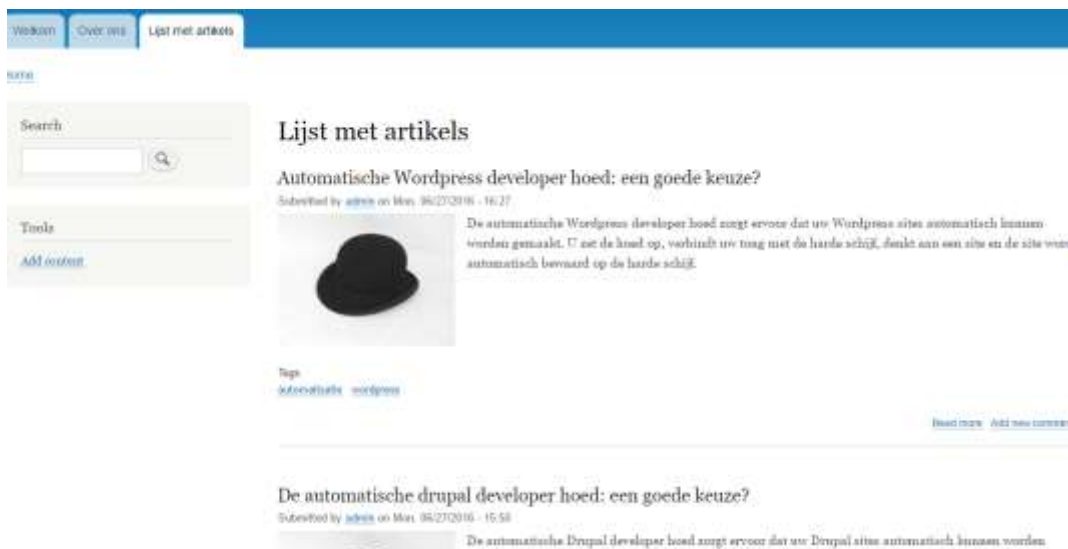 Welkom
Over ons
Lijst met artikels
Home
Search
Tools
Add content
Lijst met artikels
Automatische Wordpress developer hoed: een goede keuze?
Submitted by admin on Mon, 06/27/2016 - 16:27
De automatische Wordpress developer hoed zorgt ervoor dat uw Wordpress sites automatisch kunnen
worden gemaakt. U zet de hoed op, verbindt uw tong met de harde schijf, denkt aan een site en de site
automatisch bewaard op de harde schijf.
Tags
automatisatie wordpress
Read more Add new
De automatische drupal developer hoed: een goede keuze?
Submitted by admin on Mon, 06/27/2016 - 15:58
De automatische Drupal developer hoed zorgt ervoor dat uw Drupal sites automatisch kunnen worden